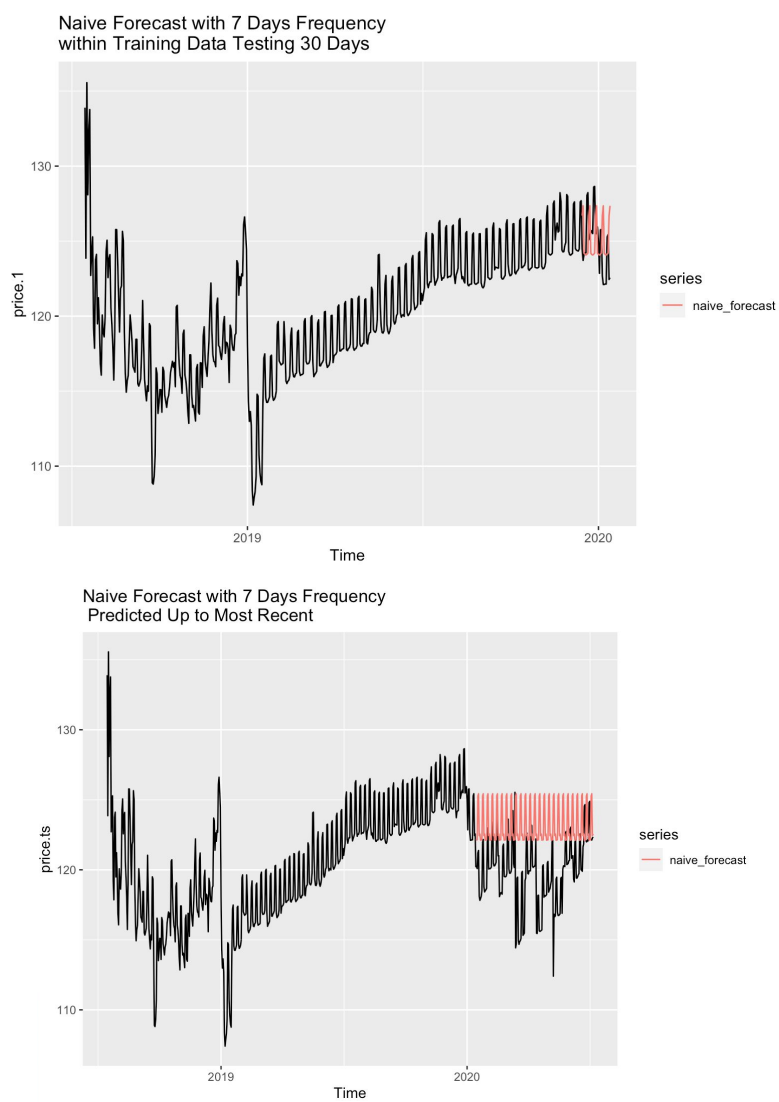 Naive Forecast with 7 Days Frequency
within Training Data Testing 30 Days
130
120
110
price.1
2019
2020
Time
series
naive_forecast
Naive Forecast with 7 Days Frequency
Predicted Up to Most Recent
130
120
110
price.ts
2019
2020
Time
series
naive_forecast